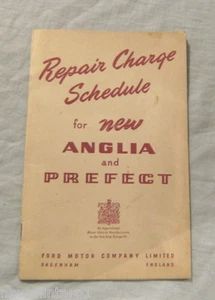 Repair Charge
Schedule
for new
ANGLIA
and
PREFECT
FORD MOTOR COMPANY LIMITED
DAGENHAM ENGLAND